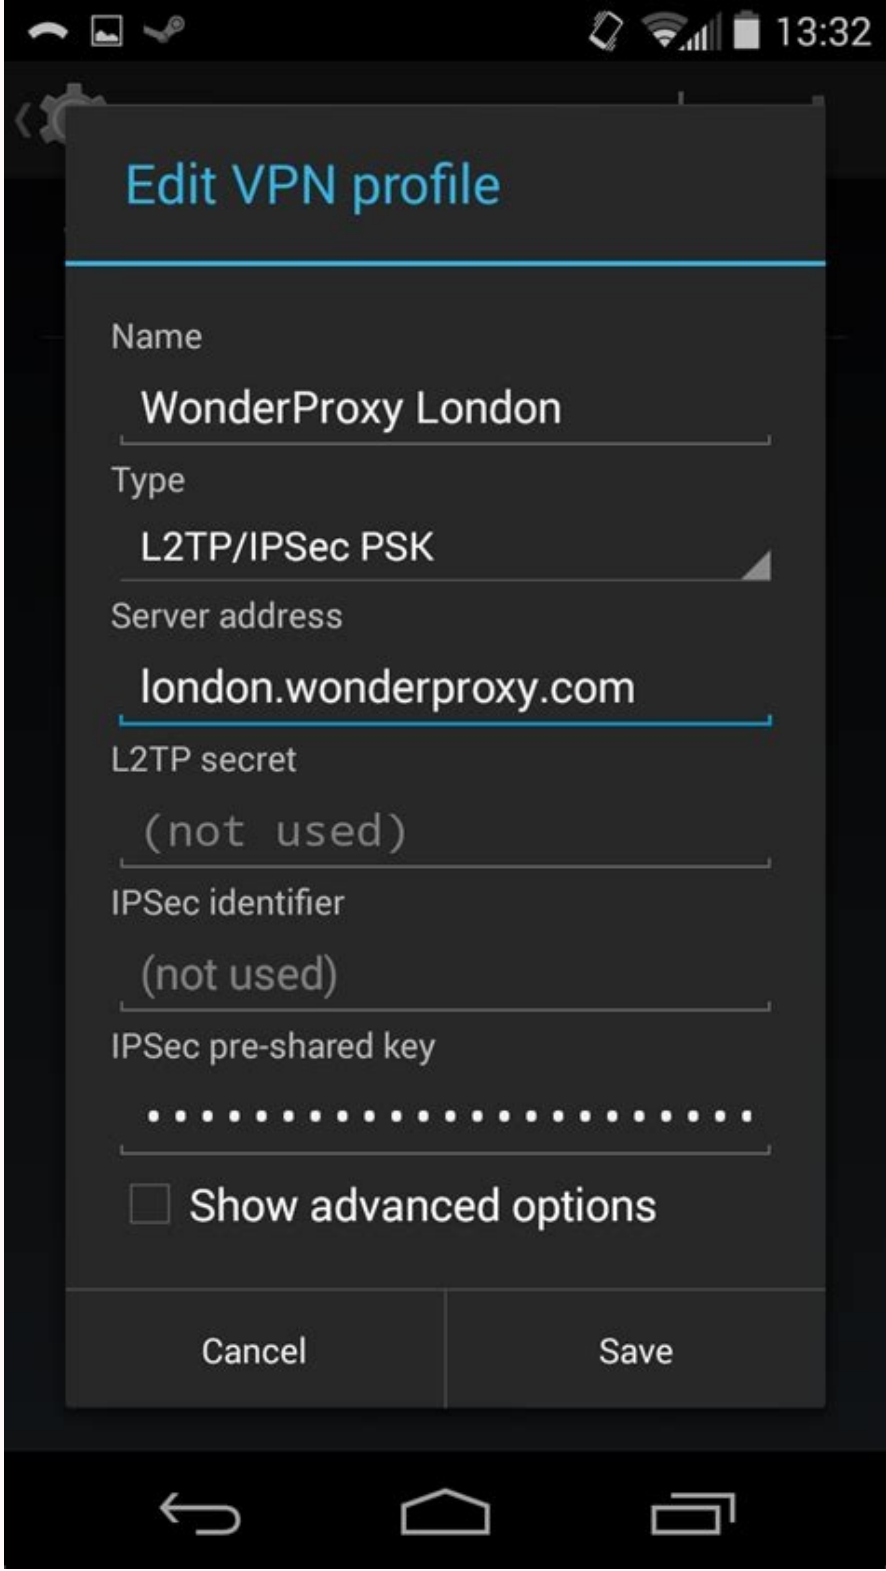 13:32
Edit VPN profile
Name
WonderProxy London
Type
L2TP/IPSec PSK
Server address
london.wonderproxy.com
L2TP secret
(not used)
IPSec identifier
(not used)
IPSec pre-shared key
Show advanced options
Cancel
Save